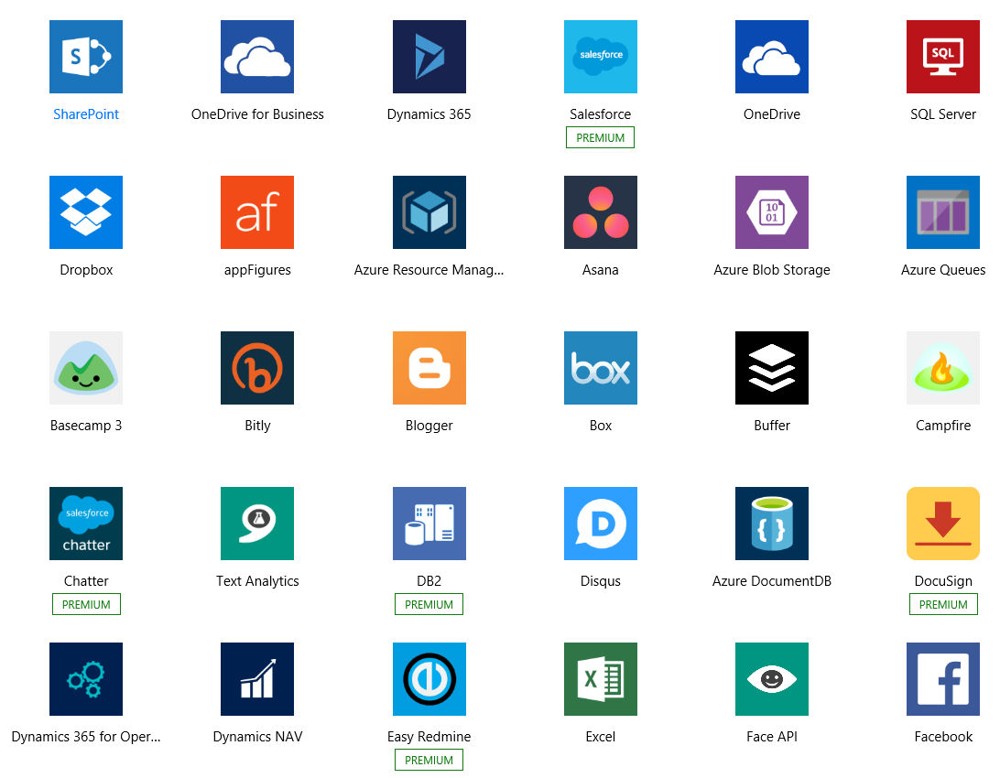 S
SQL
salesforce
SharePoint
OneDrive for Business
Dynamics 365
Salesforce
OneDrive
SQL Server
PREMIUM
af
10
01
Dropbox
appFigures
Azure Resource Manag...
Asana
Azure Blob Storage
Azure Queues
b
B
box
Basecamp 3
Bitly
Blogger
Box
Buffer
Campfire
salesforce
chatter
D
{ }
Chatter
Text Analytics
DB2
Disqus
Azure DocumentDB
DocuSign
PREMIUM
PREMIUM
PREMIUM
X
f
Dynamics 365 for Oper...
Dynamics NAV
Easy Redmine
Excel
Face API
Facebook
PREMIUM